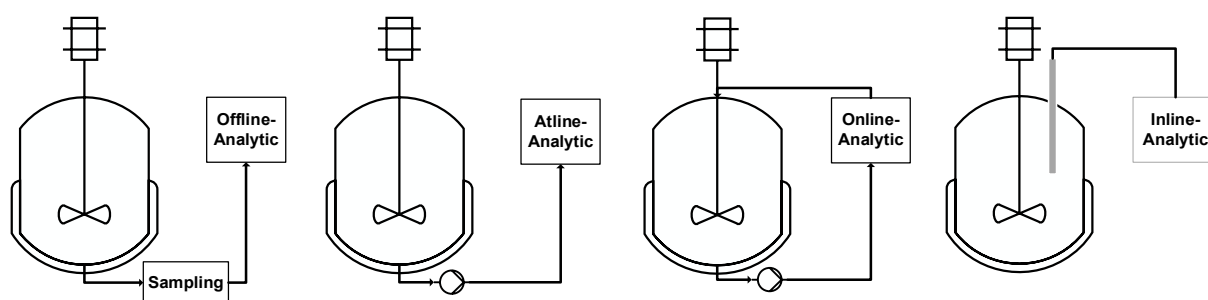 Offline-
Analytic
Sampling
Atline-
Analytic
Online-
Analytic
Inline-
Analytic